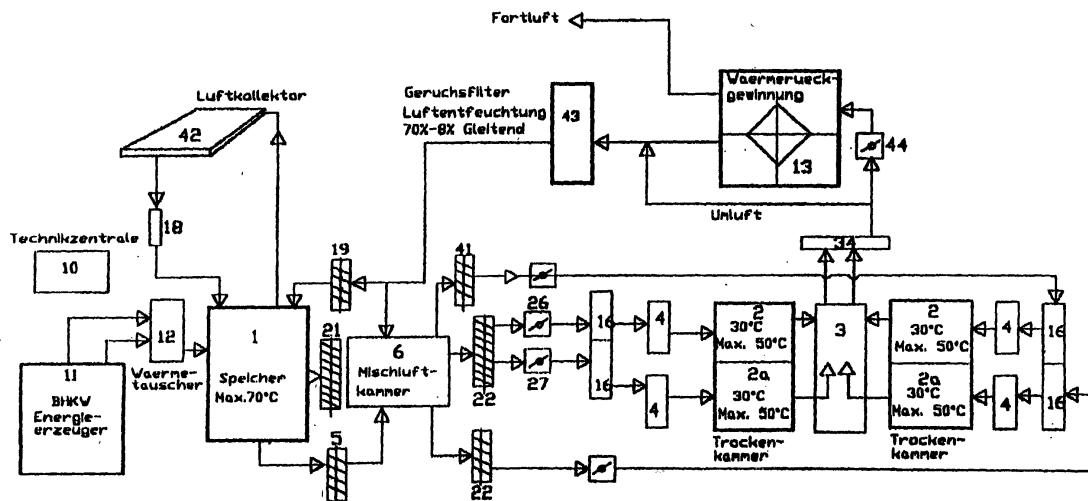 Fortluft
Waermerueck-
gewinnung
13
44
Geruchsfilter
Luftentfeuchtung
70%-8% Gleitend
43
Luftkollektor
42
18
Umluft
34
Technikzentrale
10
19
41
26
27
21
1
Speicher
Max.70°C
12
Waerme-
tauscher
11
BHKW
Energie-
erzeuger
6
Mischluft-
kammer
5
22
22
16
16
4
4
2
30°C
Max. 50°C
2a
30°C
Max. 50°C
Trocken-
kammer
3
2
30°C
Max. 50°C
2a
30°C
Max. 50°C
Trocken-
kammer
4
4
16
16